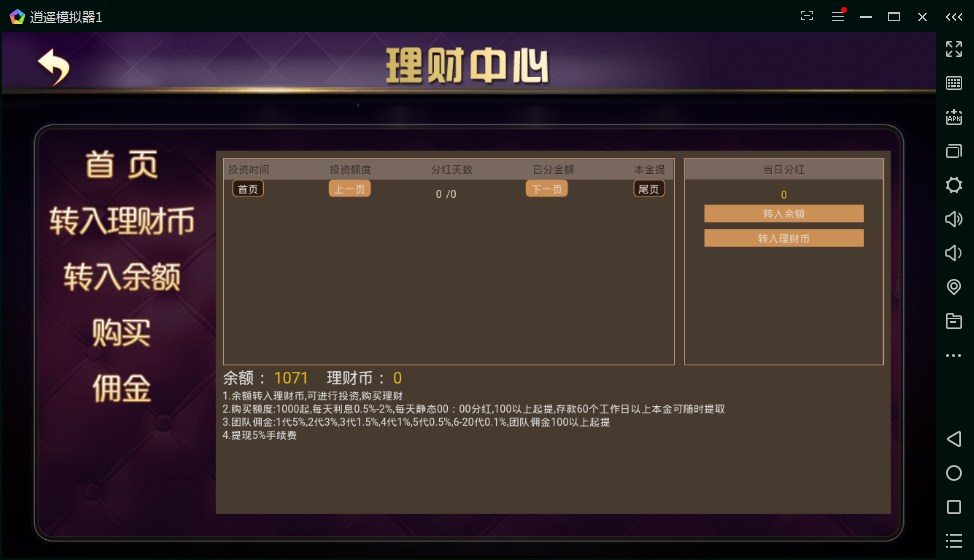 逍遥模拟器1
理财中心
首页
转入理财币
转入余额
购买
佣金
投资时间 投资额度 分红天数 已分金额 本金提
首页 上一页 0 /0 下一页 尾页
当日分红
0
转入余额
转入理财币
余额：1071 理财币：0
1.余额转入理财币,可进行投资,购买理财
2.购买额度:1000起,每天利息0.5%-2%,每天静态00：00分红,100以上起提,存款60个工作日以上本金可随时提取
3.团队佣金:1代5%,2代3%,3代1.5%,4代1%,5代0.5%,6-20代0.1%,团队佣金100以上起提
4.提现5%手续费
APK